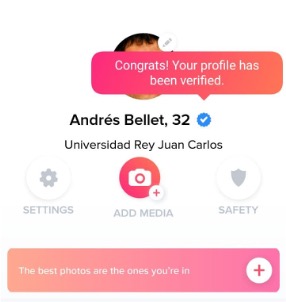 Congrats! Your profile has
been verified.
Andrés Bellet, 32
Universidad Rey Juan Carlos
SETTINGS
ADD MEDIA
SAFETY
The best photos are the ones you're in